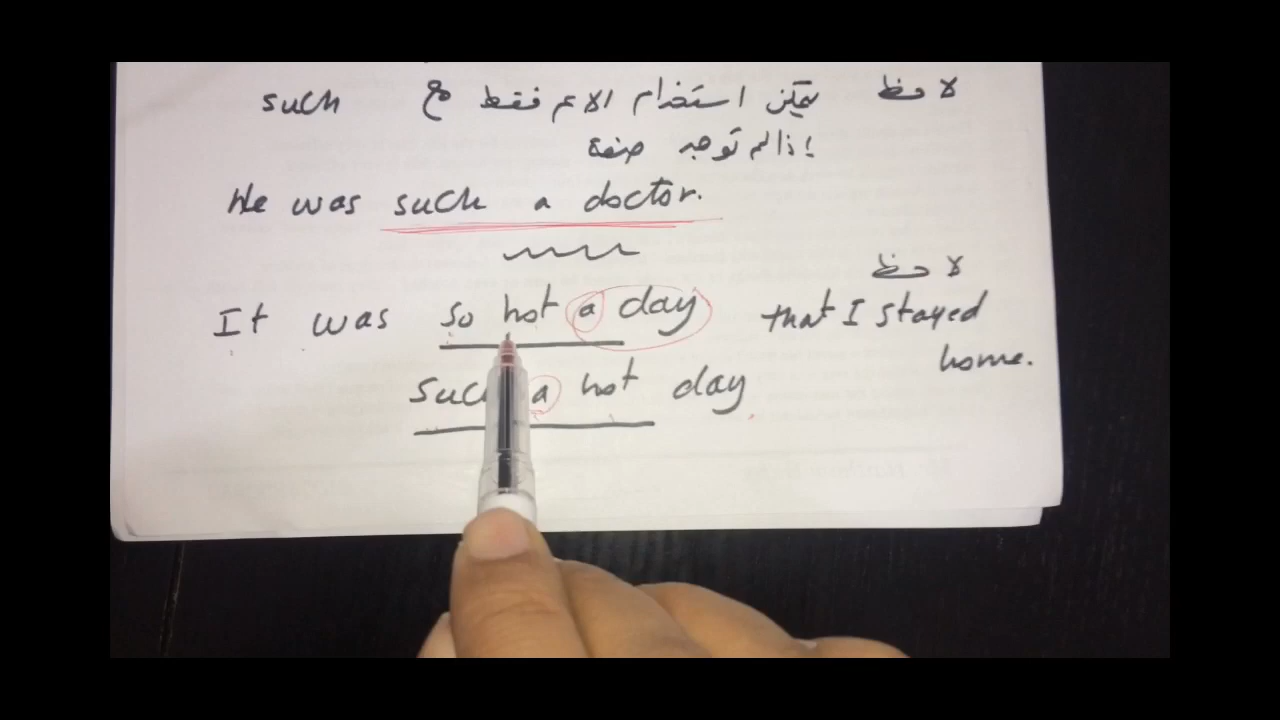 لاحظ يمكن استخدام الاسم فقط مع such
إذا لم توجد صفة
He was such a doctor.
لاحظ
It was so hot a day that I stayed
home.
such a hot day